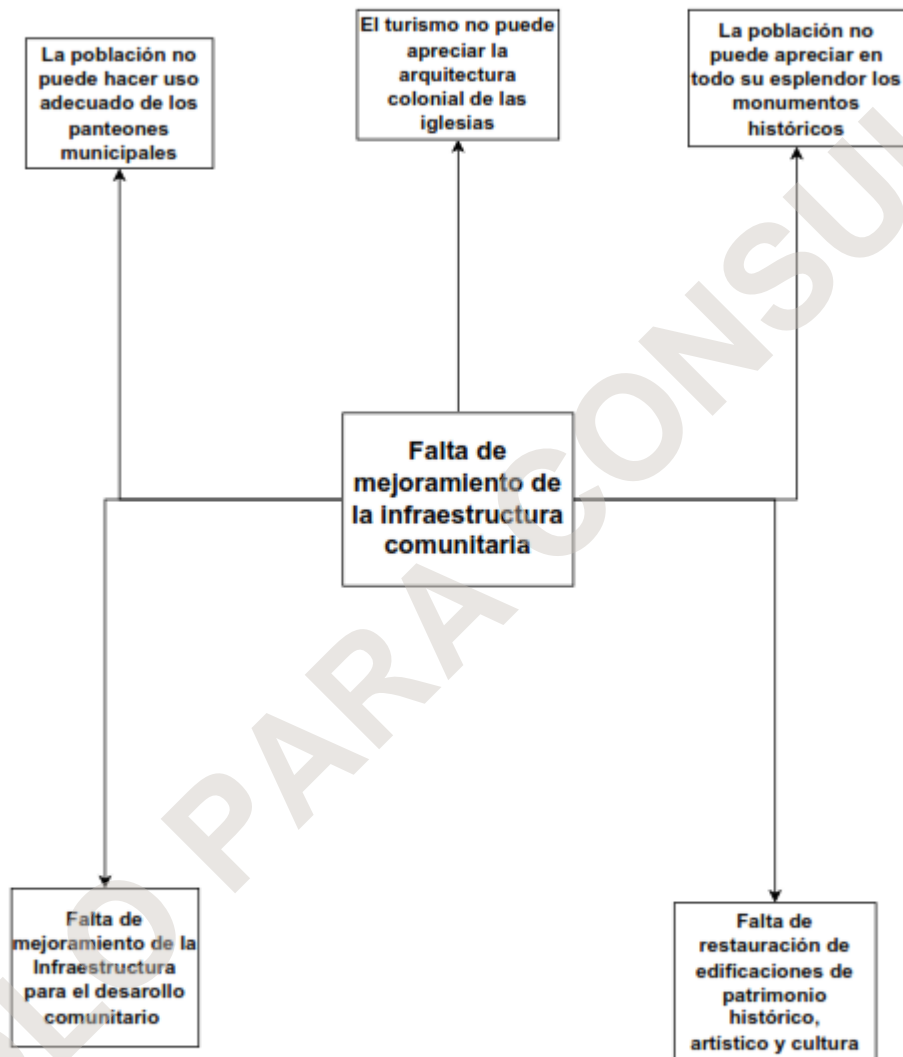 La población no
puede hacer uso
adecuado de los
panteones
municipales
El turismo no puede
apreciar la
arquitectura
colonial de las
iglesias
La población no
puede apreciar en
todo su esplendor los
monumentos
históricos
Falta de
mejoramiento de
la infraestructura
comunitaria
Falta de
mejoramiento de la
Infraestructura
para el desarollo
comunitario
Falta de
restauración de
edificaciones de
patrimonio
histórico,
artístico y cultura
LO PARA CONSU